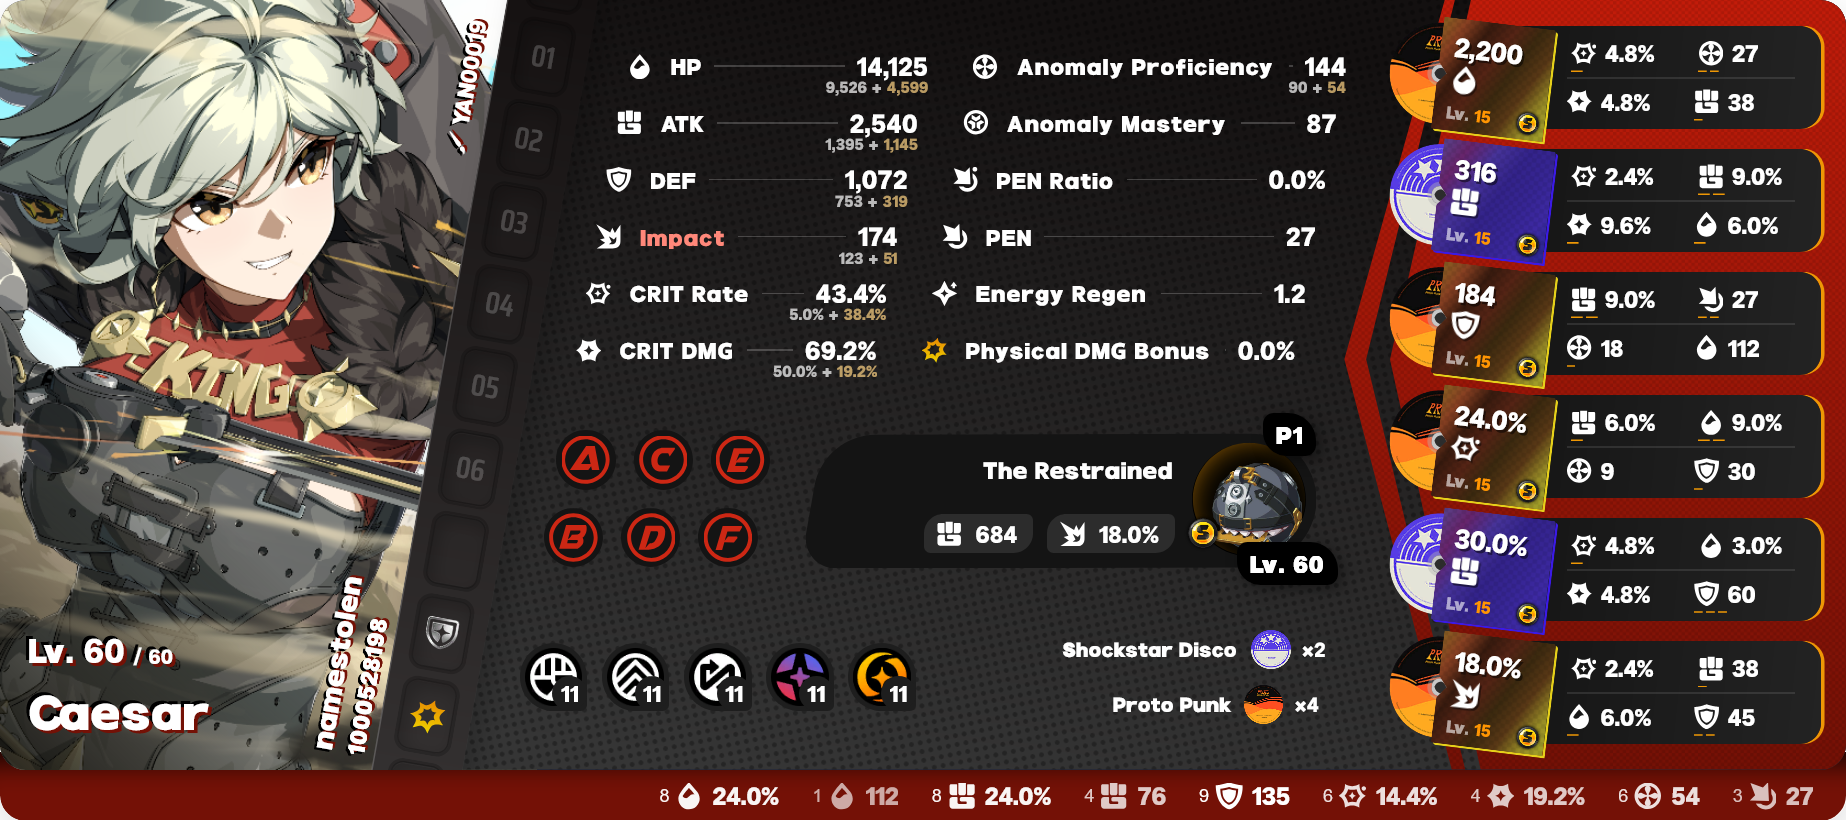 YAN00019
KING
Lv. 60 / 60
Caesar
namestolen
1000528198
01
02
03
04
05
06
HP 14,125
9,526 + 4,599
ATK 2,540
1,395 + 1,145
DEF 1,072
753 + 319
Impact 174
123 + 51
CRIT Rate 43.4%
5.0% + 38.4%
CRIT DMG 69.2%
50.0% + 19.2%
Anomaly Proficiency 144
90 + 54
Anomaly Mastery 87
PEN Ratio 0.0%
PEN 27
Energy Regen 1.2
Physical DMG Bonus 0.0%
A C E
B D F
P1
The Restrained
684 18.0%
S
Lv. 60
11 11 11 11 11
Shockstar Disco x2
Proto Punk x4
2,200
Lv. 15 S
4.8% 27
4.8% 38
316
Lv. 15 S
2.4% 9.0%
9.6% 6.0%
184
Lv. 15 S
9.0% 27
18 112
24.0%
Lv. 15 S
6.0% 9.0%
9 30
30.0%
Lv. 15 S
4.8% 3.0%
4.8% 60
18.0%
Lv. 15 S
2.4% 38
6.0% 45
8 24.0% 1 112 8 24.0% 4 76 9 135 6 14.4% 4 19.2% 6 54 3 27